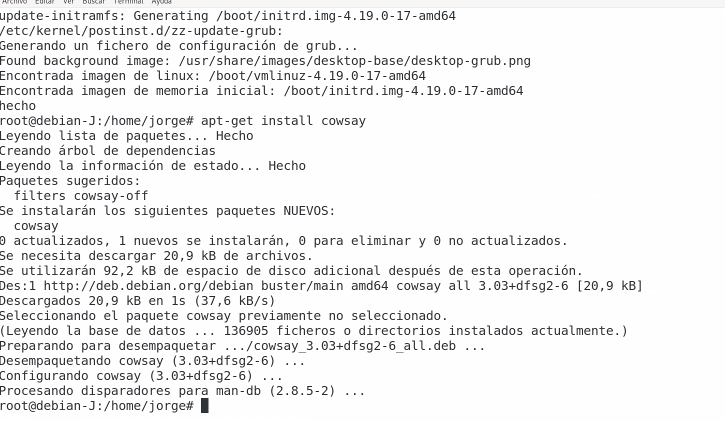 Archivo Editar Ver Buscar Terminal Ayuda
update-initramfs: Generating /boot/initrd.img-4.19.0-17-amd64
/etc/kernel/postinst.d/zz-update-grub:
Generando un fichero de configuración de grub...
Found background image: /usr/share/images/desktop-base/desktop-grub.png
Encontrada imagen de linux: /boot/vmlinuz-4.19.0-17-amd64
Encontrada imagen de memoria inicial: /boot/initrd.img-4.19.0-17-amd64
hecho
root@debian-J:/home/jorge# apt-get install cowsay
Leyendo lista de paquetes... Hecho
Creando árbol de dependencias
Leyendo la información de estado... Hecho
Paquetes sugeridos:
  filters cowsay-off
Se instalarán los siguientes paquetes NUEVOS:
  cowsay
0 actualizados, 1 nuevos se instalarán, 0 para eliminar y 0 no actualizados.
Se necesita descargar 20,9 kB de archivos.
Se utilizarán 92,2 kB de espacio de disco adicional después de esta operación.
Des:1 http://deb.debian.org/debian buster/main amd64 cowsay all 3.03+dfsg2-6 [20,9 kB]
Descargados 20,9 kB en 1s (37,6 kB/s)
Seleccionando el paquete cowsay previamente no seleccionado.
(Leyendo la base de datos ... 136905 ficheros o directorios instalados actualmente.)
Preparando para desempaquetar .../cowsay_3.03+dfsg2-6_all.deb ...
Desempaquetando cowsay (3.03+dfsg2-6) ...
Configurando cowsay (3.03+dfsg2-6) ...
Procesando disparadores para man-db (2.8.5-2) ...
root@debian-J:/home/jorge#